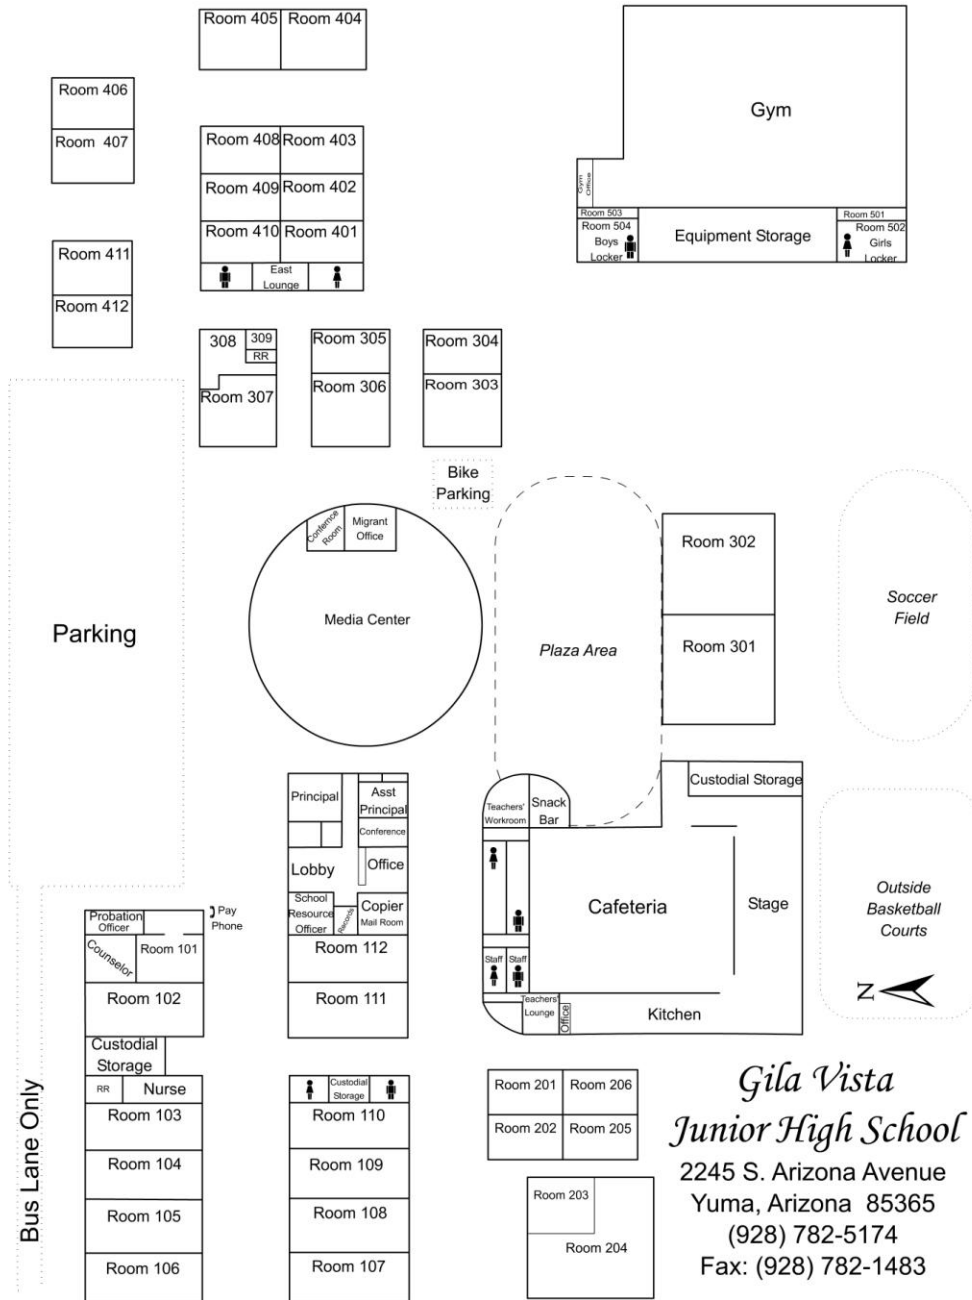 Room 405
Room 404
Room 406
Room 407
Gym
Room 408
Room 403
Room 409
Room 402
Room 410
Room 401
East
Lounge
Gym
Office
Room 503
Room 504
Boys
Locker
Equipment Storage
Room 501
Room 502
Girls
Locker
Room 411
Room 412
308
309
RR
Room 307
Room 305
Room 306
Room 304
Room 303
Bike
Parking
Confernce
Room
Migrant
Office
Media Center
Parking
Plaza Area
Room 302
Room 301
Soccer
Field
Principal
Asst
Principal
Conference
Lobby
Office
School
Resource
Officer
Records
Copier
Mail Room
Room 112
Room 111
Teachers'
Workroom
Snack
Bar
Custodial Storage
Cafeteria
Stage
Staff
Staff
Teachers'
Lounge
Office
Kitchen
Outside
Basketball
Courts
N
Probation
Officer
Pay
Phone
Counselor
Room 101
Room 102
Custodial
Storage
RR
Nurse
Room 103
Room 104
Room 105
Room 106
Bus Lane Only
Custodial
Storage
Room 110
Room 109
Room 108
Room 107
Room 201
Room 206
Room 202
Room 205
Room 203
Room 204
Gila Vista
Junior High School
2245 S. Arizona Avenue
Yuma, Arizona 85365
(928) 782-5174
Fax: (928) 782-1483